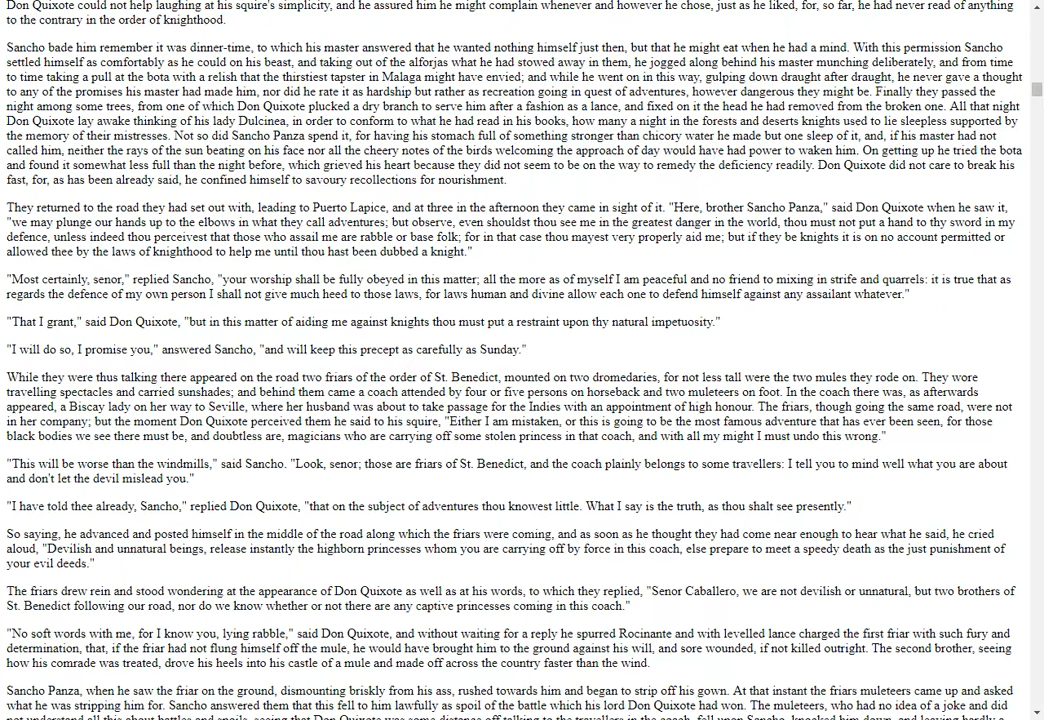 Don Quixote could not help laughing at his squire's simplicity, and he assured him he might complain whenever and however he chose, just as he liked, for, so far, he had never read of anything
to the contrary in the order of knighthood.
Sancho bade him remember it was dinner-time, to which his master answered that he wanted nothing himself just then, but that he might eat when he had a mind. With this permission Sancho
settled himself as comfortably as he could on his beast, and taking out of the alforjas what he had stowed away in them, he jogged along behind his master munching deliberately, and from time
to time taking a pull at the bota with a relish that the thirstiest tapster in Malaga might have envied; and while he went on in this way, gulping down draught after draught, he never gave a thought
to any of the promises his master had made him, nor did he rate it as hardship but rather as recreation going in quest of adventures, however dangerous they might be. Finally they passed the
night among some trees, from one of which Don Quixote plucked a dry branch to serve him after a fashion as a lance, and fixed on it the head he had removed from the broken one. All that night
Don Quixote lay awake thinking of his lady Dulcinea, in order to conform to what he had read in his books, how many a night in the forests and deserts knights used to lie sleepless supported by
the memory of their mistresses. Not so did Sancho Panza spend it, for having his stomach full of something stronger than chicory water he made but one sleep of it, and, if his master had not
called him, neither the rays of the sun beating on his face nor all the cheery notes of the birds welcoming the approach of day would have had power to waken him. On getting up he tried the bota
and found it somewhat less full than the night before, which grieved his heart because they did not seem to be on the way to remedy the deficiency readily. Don Quixote did not care to break his
fast, for, as has been already said, he confined himself to savoury recollections for nourishment.
They returned to the road they had set out with, leading to Puerto Lapice, and at three in the afternoon they came in sight of it. "Here, brother Sancho Panza," said Don Quixote when he saw it,
"we may plunge our hands up to the elbows in what they call adventures; but observe, even shouldst thou see me in the greatest danger in the world, thou must not put a hand to thy sword in my
defence, unless indeed thou perceivest that those who assail me are rabble or base folk; for in that case thou mayest very properly aid me; but if they be knights it is on no account permitted or
allowed thee by the laws of knighthood to help me until thou hast been dubbed a knight."
"Most certainly, senor," replied Sancho, "your worship shall be fully obeyed in this matter; all the more as of myself I am peaceful and no friend to mixing in strife and quarrels: it is true that as
regards the defence of my own person I shall not give much heed to those laws, for laws human and divine allow each one to defend himself against any assailant whatever."
"That I grant," said Don Quixote, "but in this matter of aiding me against knights thou must put a restraint upon thy natural impetuosity."
"I will do so, I promise you," answered Sancho, "and will keep this precept as carefully as Sunday."
While they were thus talking there appeared on the road two friars of the order of St. Benedict, mounted on two dromedaries, for not less tall were the two mules they rode on. They wore
travelling spectacles and carried sunshades; and behind them came a coach attended by four or five persons on horseback and two muleteers on foot. In the coach there was, as afterwards
appeared, a Biscay lady on her way to Seville, where her husband was about to take passage for the Indies with an appointment of high honour. The friars, though going the same road, were not
in her company; but the moment Don Quixote perceived them he said to his squire, "Either I am mistaken, or this is going to be the most famous adventure that has ever been seen, for those
black bodies we see there must be, and doubtless are, magicians who are carrying off some stolen princess in that coach, and with all my might I must undo this wrong."
"This will be worse than the windmills," said Sancho. "Look, senor; those are friars of St. Benedict, and the coach plainly belongs to some travellers: I tell you to mind well what you are about
and don't let the devil mislead you."
"I have told thee already, Sancho," replied Don Quixote, "that on the subject of adventures thou knowest little. What I say is the truth, as thou shalt see presently."
So saying, he advanced and posted himself in the middle of the road along which the friars were coming, and as soon as he thought they had come near enough to hear what he said, he cried
aloud, "Devilish and unnatural beings, release instantly the highborn princesses whom you are carrying off by force in this coach, else prepare to meet a speedy death as the just punishment of
your evil deeds."
The friars drew rein and stood wondering at the appearance of Don Quixote as well as at his words, to which they replied, "Senor Caballero, we are not devilish or unnatural, but two brothers of
St. Benedict following our road, nor do we know whether or not there are any captive princesses coming in this coach."
"No soft words with me, for I know you, lying rabble," said Don Quixote, and without waiting for a reply he spurred Rocinante and with levelled lance charged the first friar with such fury and
determination, that, if the friar had not flung himself off the mule, he would have brought him to the ground against his will, and sore wounded, if not killed outright. The second brother, seeing
how his comrade was treated, drove his heels into his castle of a mule and made off across the country faster than the wind.
Sancho Panza, when he saw the friar on the ground, dismounting briskly from his ass, rushed towards him and began to strip off his gown. At that instant the friars muleteers came up and asked
what he was stripping him for. Sancho answered them that this fell to him lawfully as spoil of the battle which his lord Don Quixote had won. The muleteers, who had no idea of a joke and did
not understand all this about battles and spoils, seeing that Don Quixote was some distance off talking to the travellers in the coach, fell upon Sancho, knocked him down, and leaving hardly a